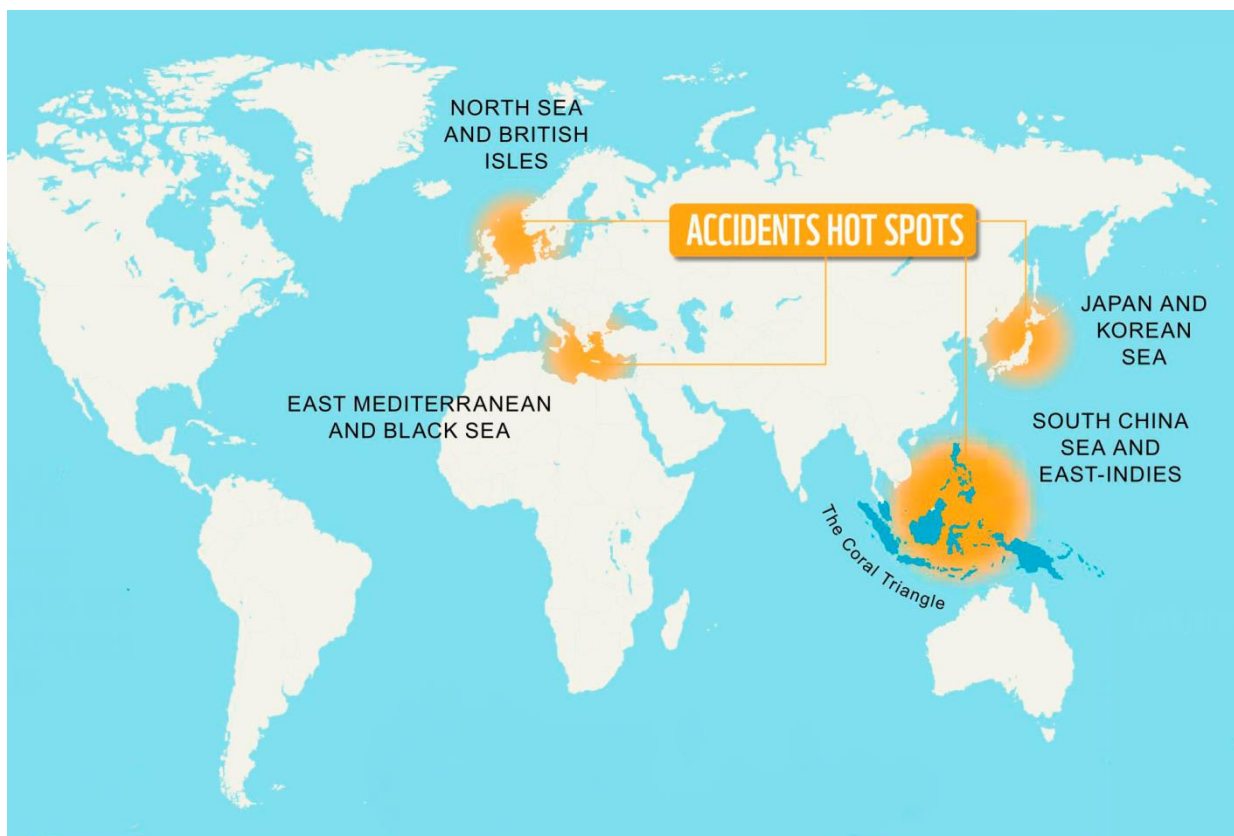 NORTH SEA
AND BRITISH
ISLES
ACCIDENTS HOT SPOTS
JAPAN AND
KOREAN
SEA
EAST MEDITERRANEAN
AND BLACK SEA
SOUTH CHINA
SEA AND
EAST-INDIES
The Coral Triangle